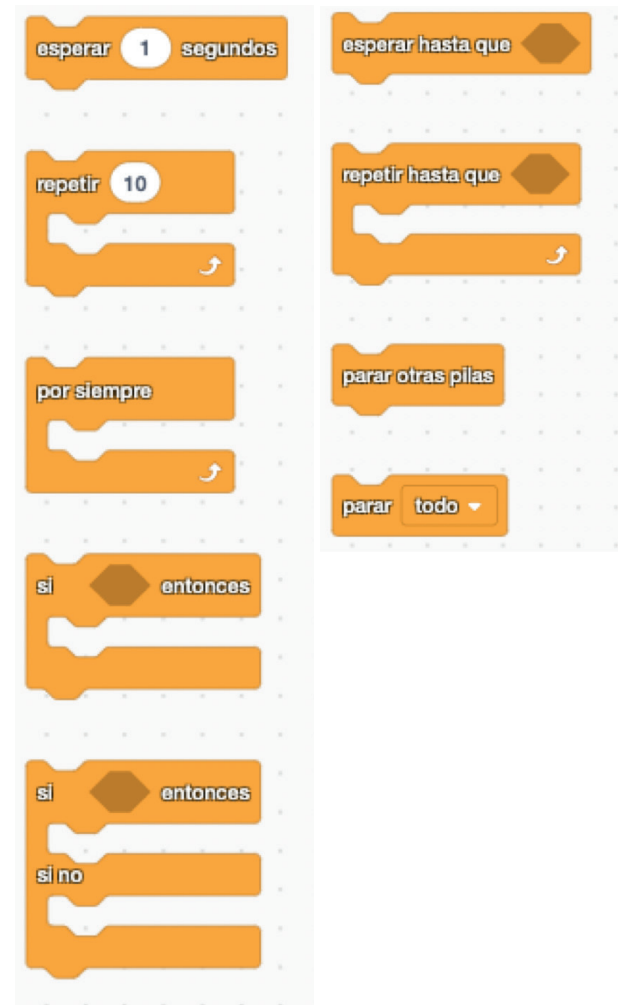 esperar 1 segundos
repetir 10
por siempre
si entonces
si entonces
si no
esperar hasta que
repetir hasta que
parar otras pilas
parar todo